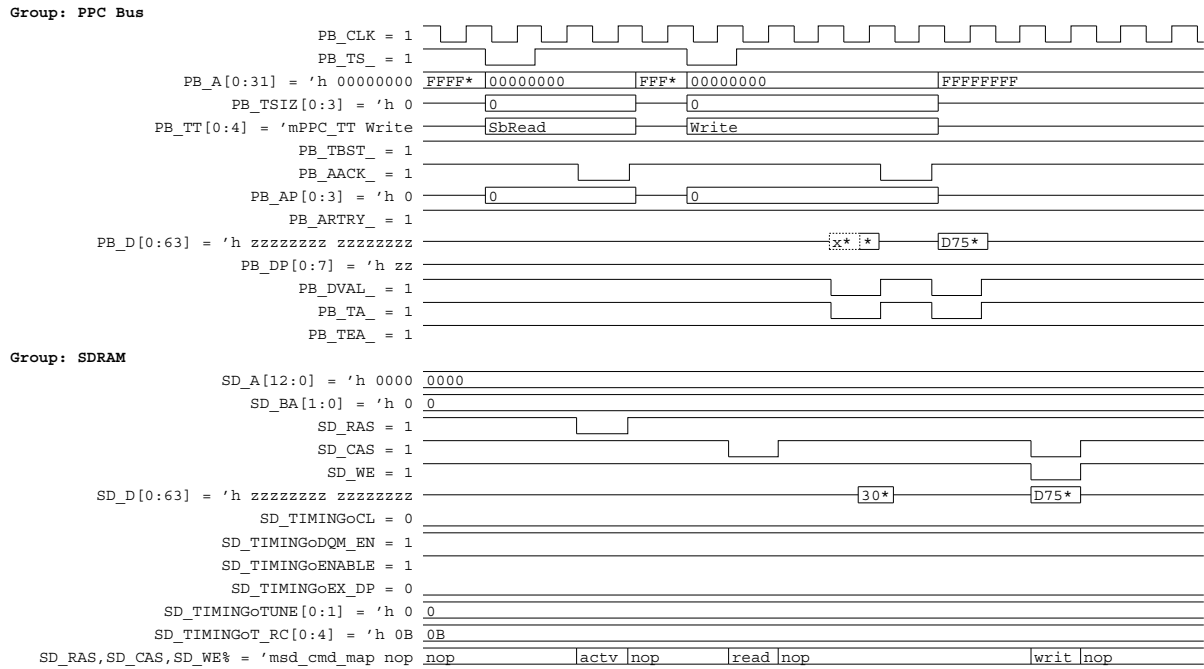 Group: PPC Bus
PB_CLK = 1
PB_TS_ = 1
PB_A[0:31] = 'h 00000000 FFFF* 00000000 FFF* 00000000 FFFFFFFF
PB_TSIZ[0:3] = 'h 0 0 0
PB_TT[0:4] = 'mPPC_TT Write SbRead Write
PB_TBST_ = 1
PB_AACK_ = 1
PB_AP[0:3] = 'h 0 0 0
PB_ARTRY_ = 1
PB_D[0:63] = 'h zzzzzzzz zzzzzzzz x* * D75*
PB_DP[0:7] = 'h zz
PB_DVAL_ = 1
PB_TA_ = 1
PB_TEA_ = 1
Group: SDRAM
SD_A[12:0] = 'h 0000 0000
SD_BA[1:0] = 'h 0 0
SD_RAS = 1
SD_CAS = 1
SD_WE = 1
SD_D[0:63] = 'h zzzzzzzz zzzzzzzz 30* D75*
SD_TIMINGoCL = 0
SD_TIMINGoDQM_EN = 1
SD_TIMINGoENABLE = 1
SD_TIMINGoEX_DP = 0
SD_TIMINGoTUNE[0:1] = 'h 0 0
SD_TIMINGoT_RC[0:4] = 'h 0B 0B
SD_RAS,SD_CAS,SD_WE% = 'msd_cmd_map nop nop actv nop read nop writ nop